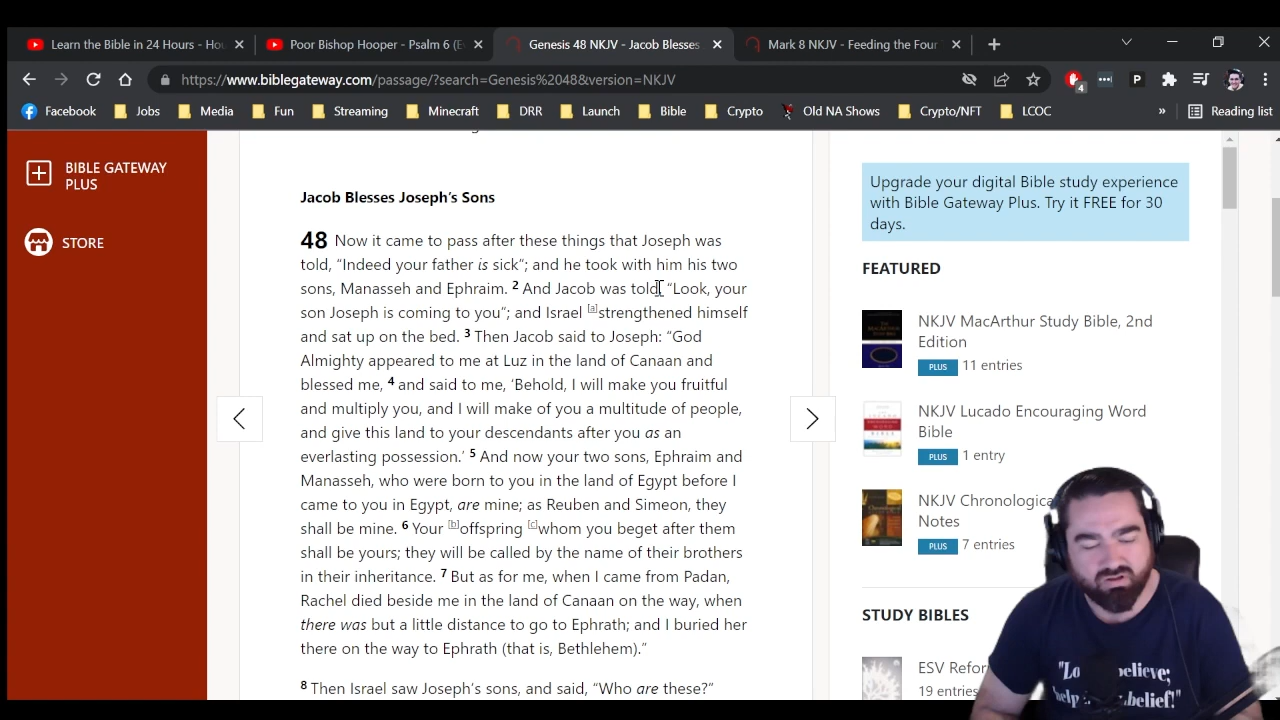 Learn the Bible in 24 Hours - Hou
Poor Bishop Hooper - Psalm 6 (E
Genesis 48 NKJV - Jacob Blesses
Mark 8 NKJV - Feeding the Four
https://www.biblegateway.com/passage/?search=Genesis%2048&version=NKJV
4
P
Facebook
Jobs
Media
Fun
Streaming
Minecraft
DRR
Launch
Bible
Crypto
Old NA Shows
Crypto/NFT
LCOC
»
Reading list
BIBLE GATEWAY
PLUS
STORE
Jacob Blesses Joseph’s Sons
48 Now it came to pass after these things that Joseph was
told, “Indeed your father is sick”; and he took with him his two
sons, Manasseh and Ephraim. 2 And Jacob was told, “Look, your
son Joseph is coming to you”; and Israel [a]strengthened himself
and sat up on the bed. 3 Then Jacob said to Joseph: “God
Almighty appeared to me at Luz in the land of Canaan and
blessed me, 4 and said to me, ‘Behold, I will make you fruitful
and multiply you, and I will make of you a multitude of people,
and give this land to your descendants after you as an
everlasting possession.’ 5 And now your two sons, Ephraim and
Manasseh, who were born to you in the land of Egypt before I
came to you in Egypt, are mine; as Reuben and Simeon, they
shall be mine. 6 Your [b]offspring [c]whom you beget after them
shall be yours; they will be called by the name of their brothers
in their inheritance. 7 But as for me, when I came from Padan,
Rachel died beside me in the land of Canaan on the way, when
there was but a little distance to go to Ephrath; and I buried her
there on the way to Ephrath (that is, Bethlehem).”
8 Then Israel saw Joseph’s sons, and said, “Who are these?”
Upgrade your digital Bible study experience
with Bible Gateway Plus. Try it FREE for 30
days.
FEATURED
NKJV MacArthur Study Bible, 2nd
Edition
PLUS 11 entries
NKJV Lucado Encouraging Word
Bible
PLUS 1 entry
NKJV Chronologica
Notes
PLUS 7 entries
STUDY BIBLES
ESV Refor
19 entries
"Lo elieve;
help belief!"